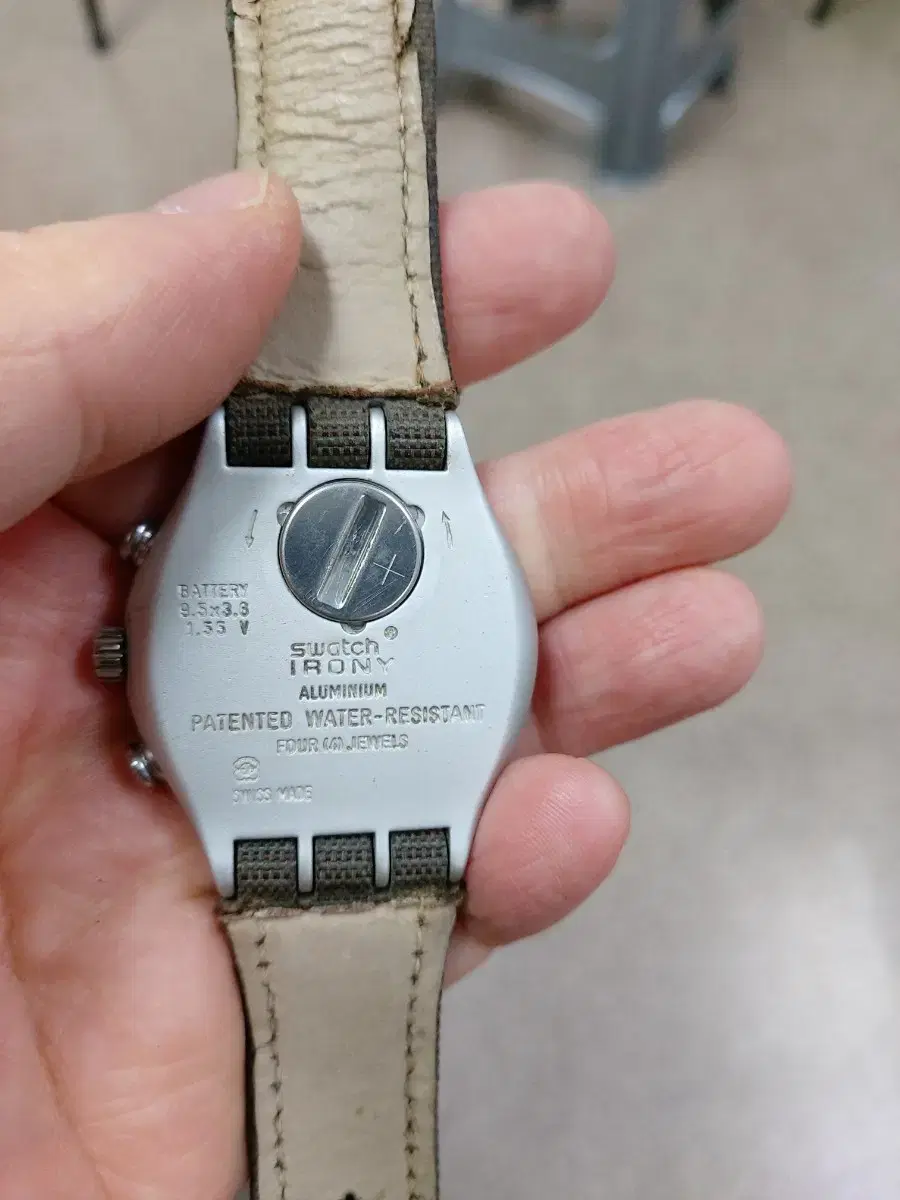 BATTERY
9.5x3.6
1.55 V
+
swatch®
IRONY
ALUMINIUM
PATENTED WATER-RESISTANT
FOUR (4) JEWELS
SWISS MADE